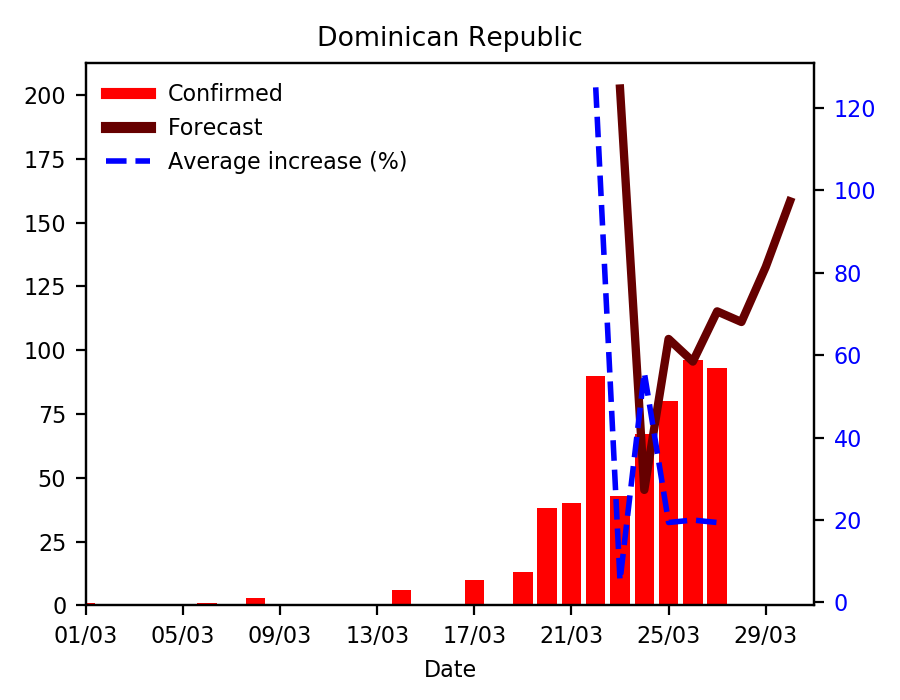 Dominican Republic
Confirmed
Forecast
Average increase (%)
200
175
150
125
100
75
50
25
0
120
100
80
60
40
20
0
01/03 05/03 09/03 13/03 17/03 21/03 25/03 29/03
Date